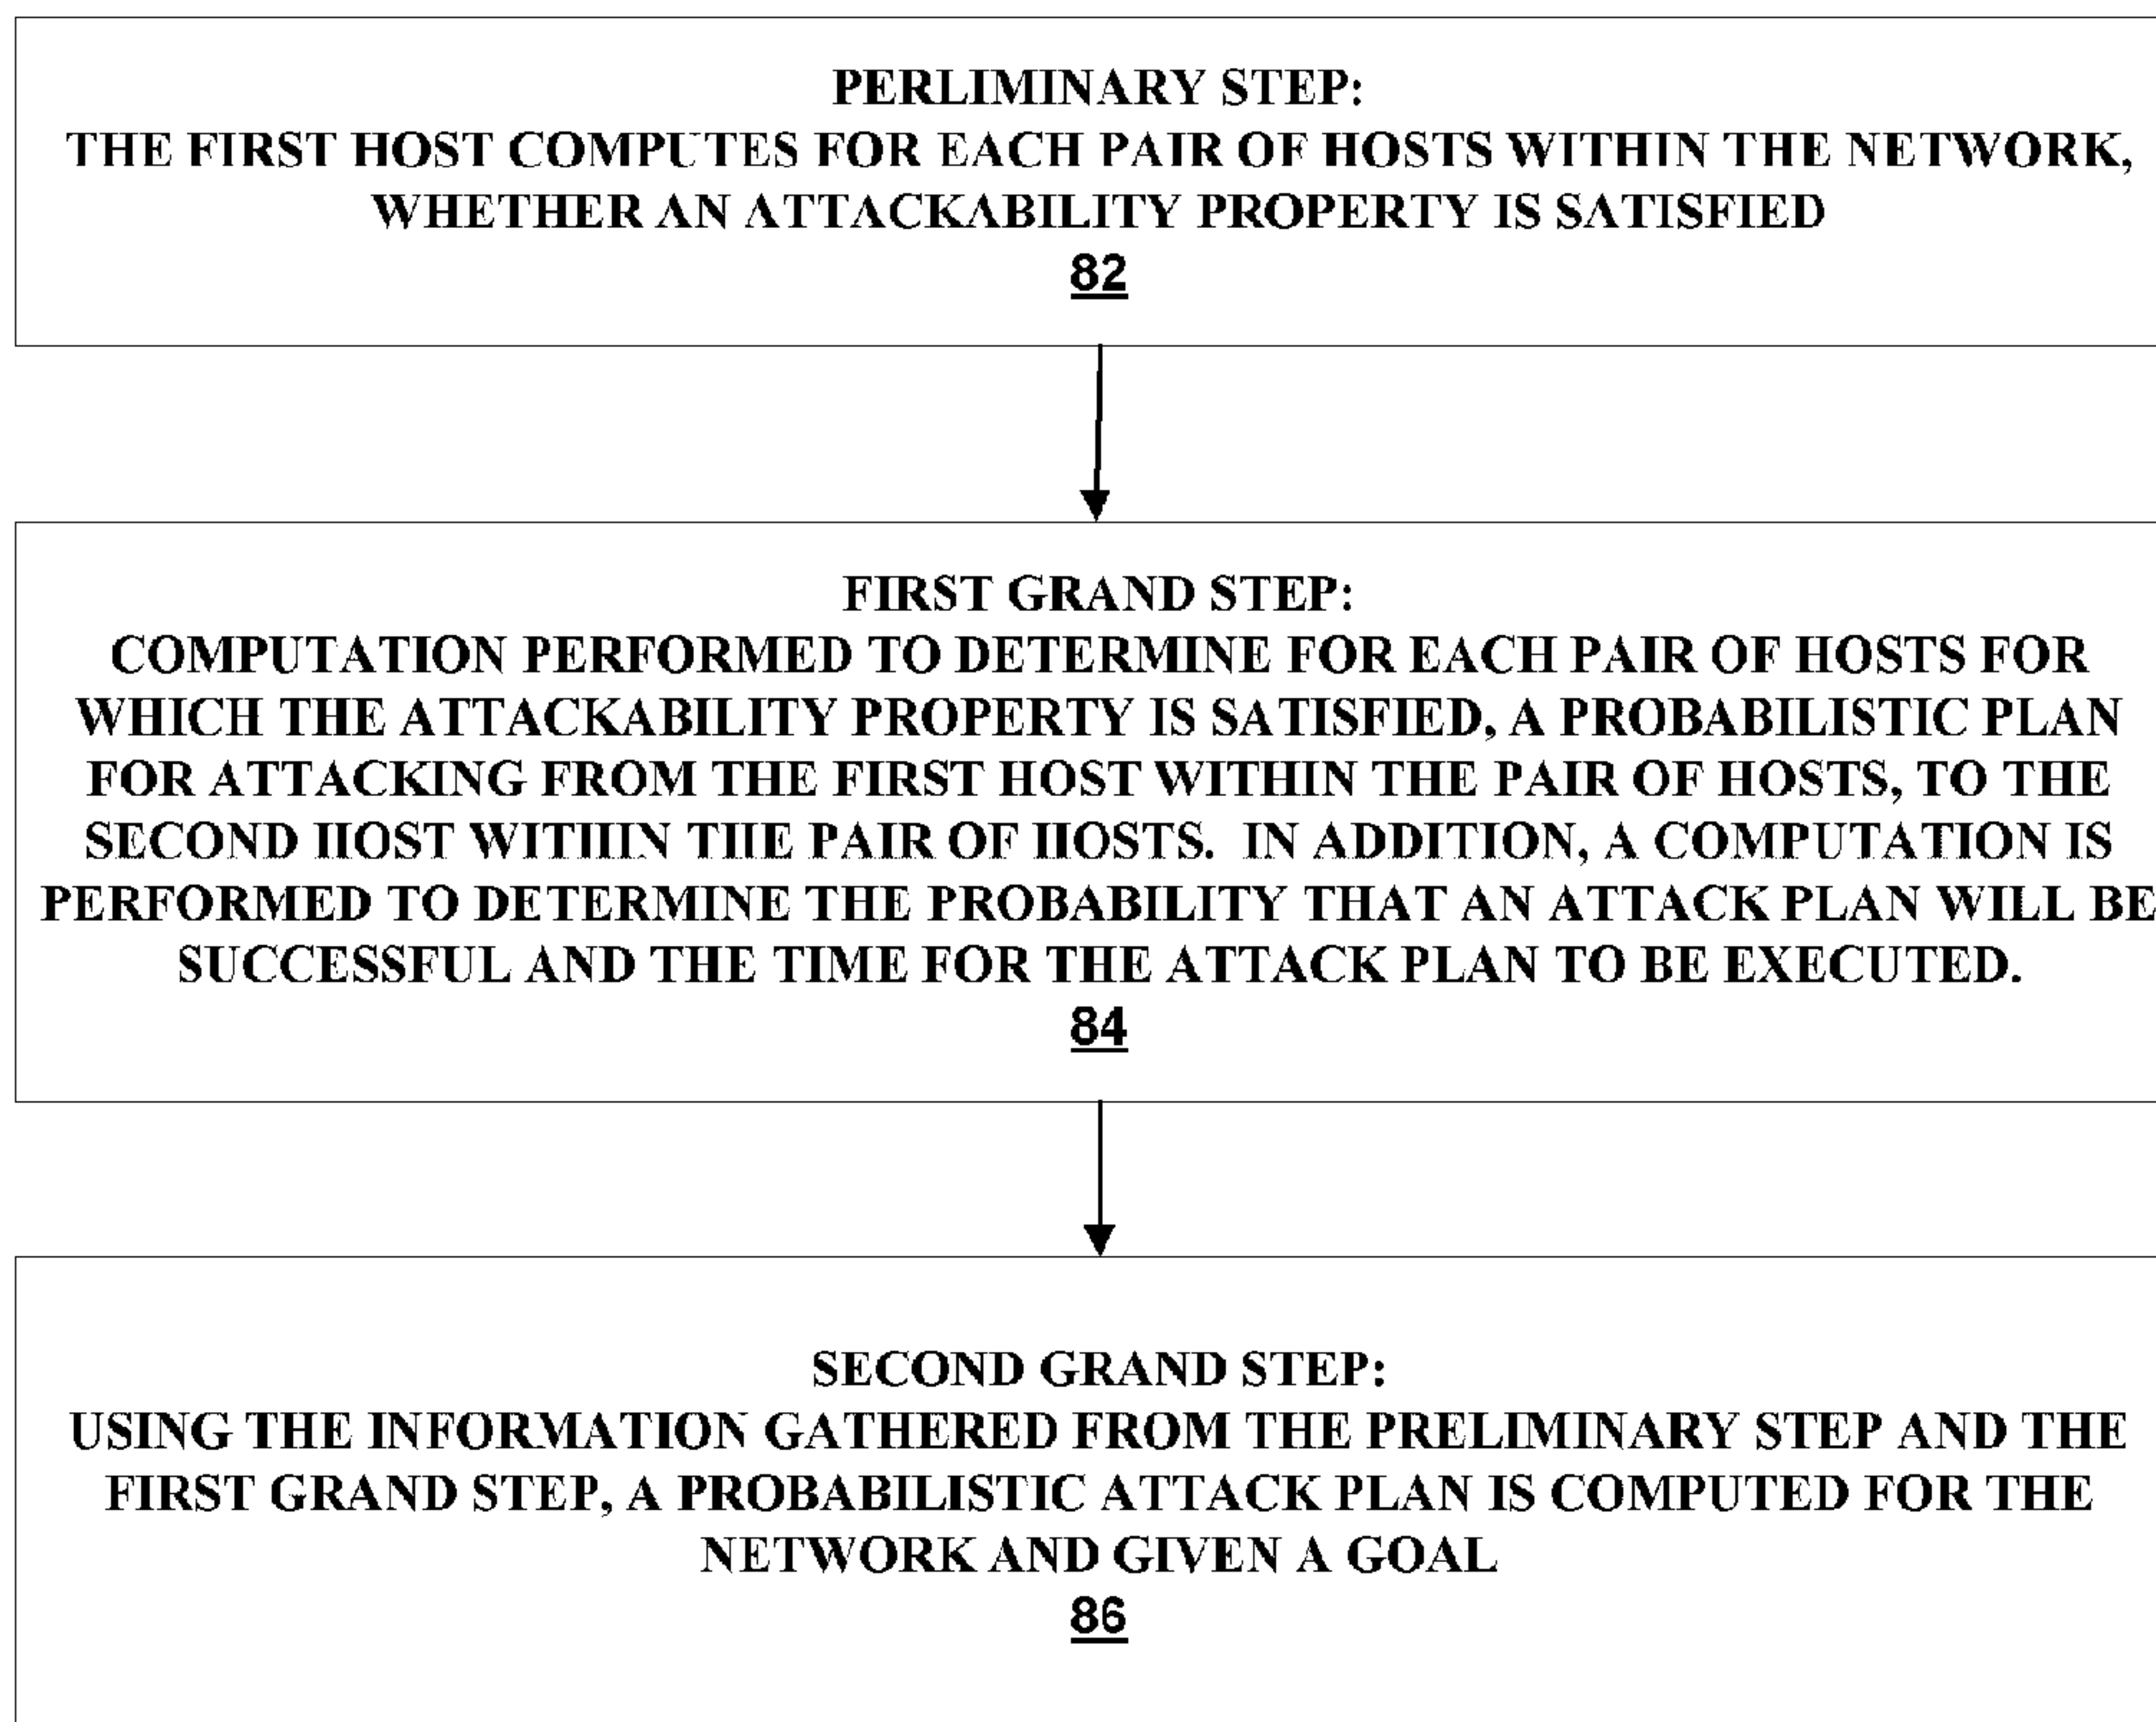 PERLIMINARY STEP:
THE FIRST HOST COMPUTES FOR EACH PAIR OF HOSTS WITHIN THE NETWORK,
WHETHER AN ATTACKABILITY PROPERTY IS SATISFIED
82
FIRST GRAND STEP:
COMPUTATION PERFORMED TO DETERMINE FOR EACH PAIR OF HOSTS FOR
WHICH THE ATTACKABILITY PROPERTY IS SATISFIED, A PROBABILISTIC PLAN
FOR ATTACKING FROM THE FIRST HOST WITHIN THE PAIR OF HOSTS, TO THE
SECOND HOST WITHIN THE PAIR OF HOSTS. IN ADDITION, A COMPUTATION IS
PERFORMED TO DETERMINE THE PROBABILITY THAT AN ATTACK PLAN WILL BE
SUCCESSFUL AND THE TIME FOR THE ATTACK PLAN TO BE EXECUTED.
84
SECOND GRAND STEP:
USING THE INFORMATION GATHERED FROM THE PRELIMINARY STEP AND THE
FIRST GRAND STEP, A PROBABILISTIC ATTACK PLAN IS COMPUTED FOR THE
NETWORK AND GIVEN A GOAL
86